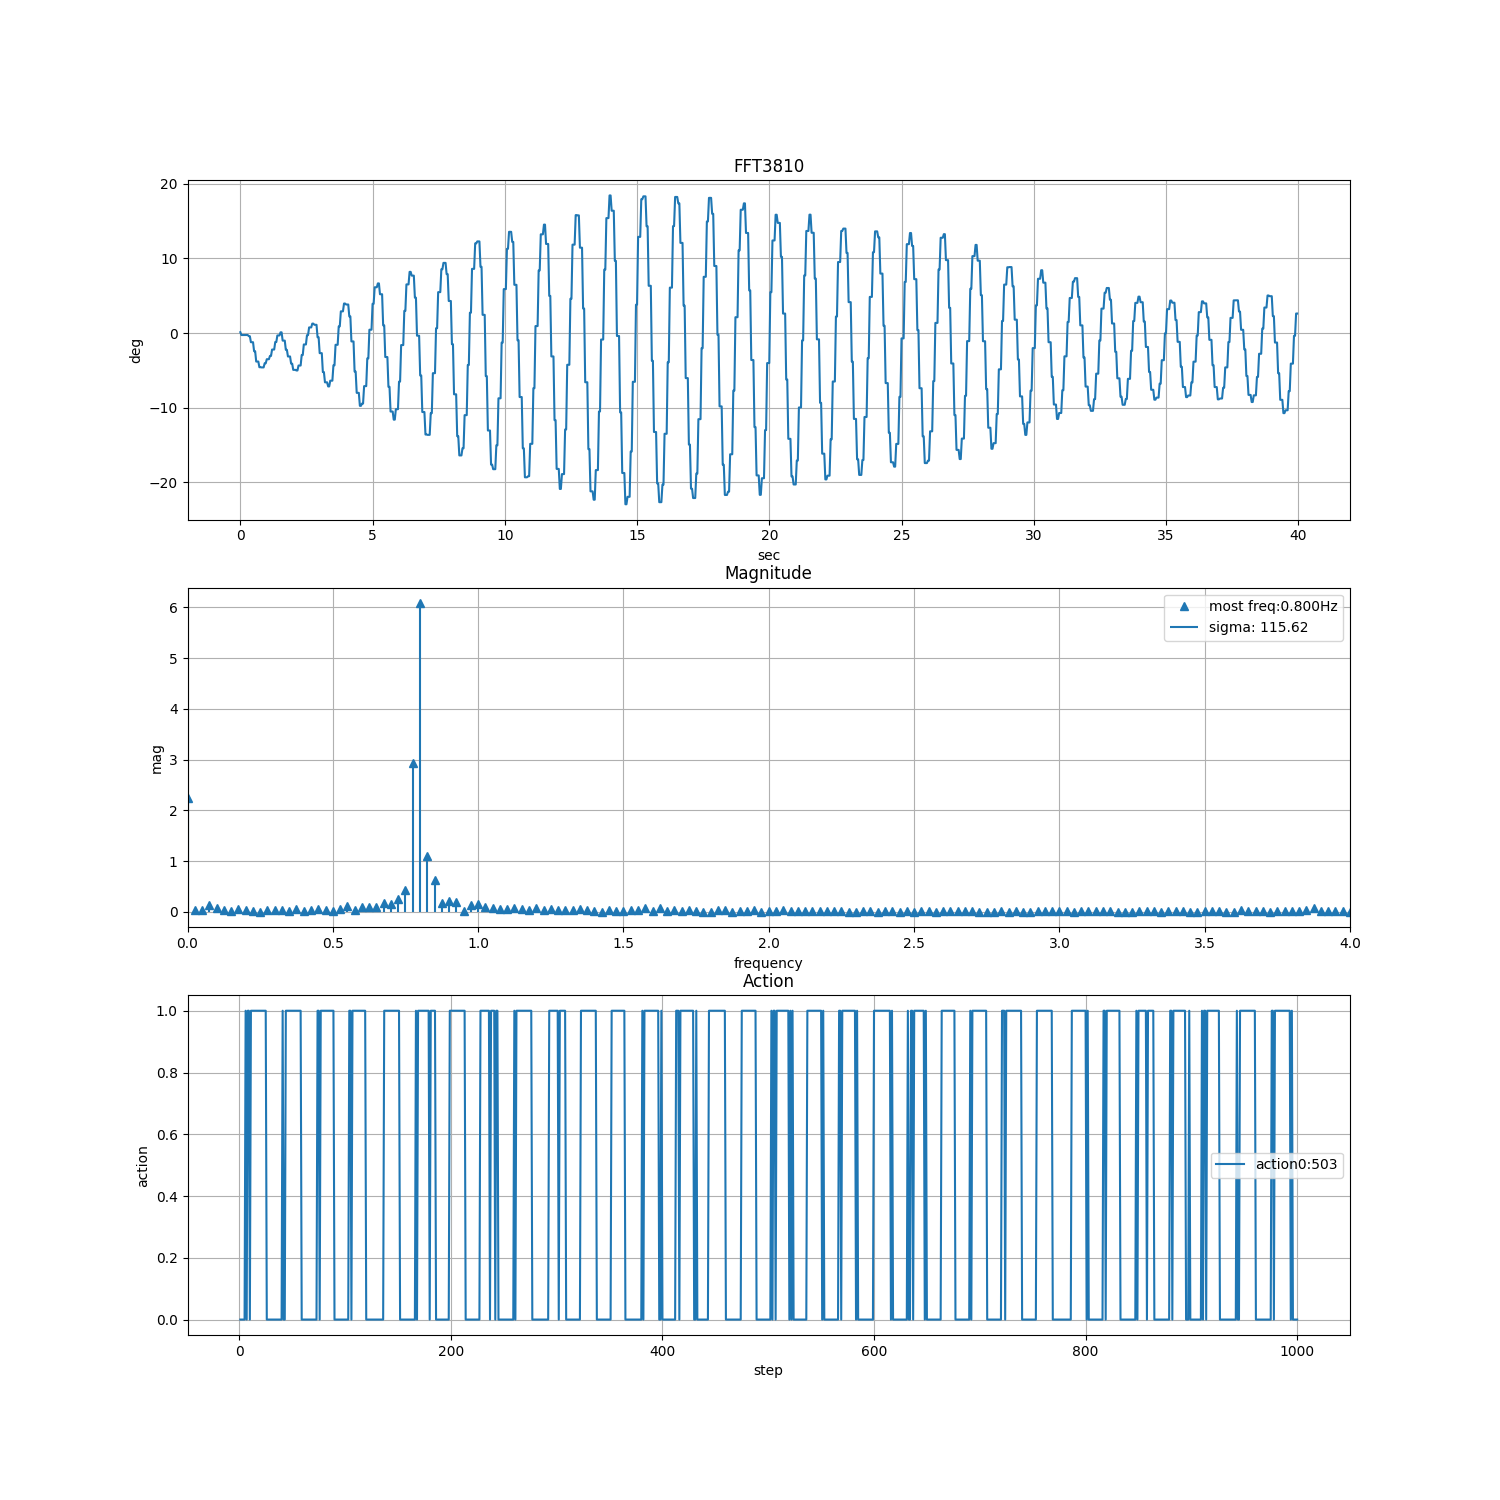 FFT3810
20
10
0
−10
−20
deg
0 5 10 15 20 25 30 35 40
sec
Magnitude
6
5
4
3
2
1
0
mag
most freq:0.800Hz
sigma: 115.62
0.0 0.5 1.0 1.5 2.0 2.5 3.0 3.5 4.0
frequency
Action
1.0
0.8
0.6
0.4
0.2
0.0
action
action0:503
0 200 400 600 800 1000
step